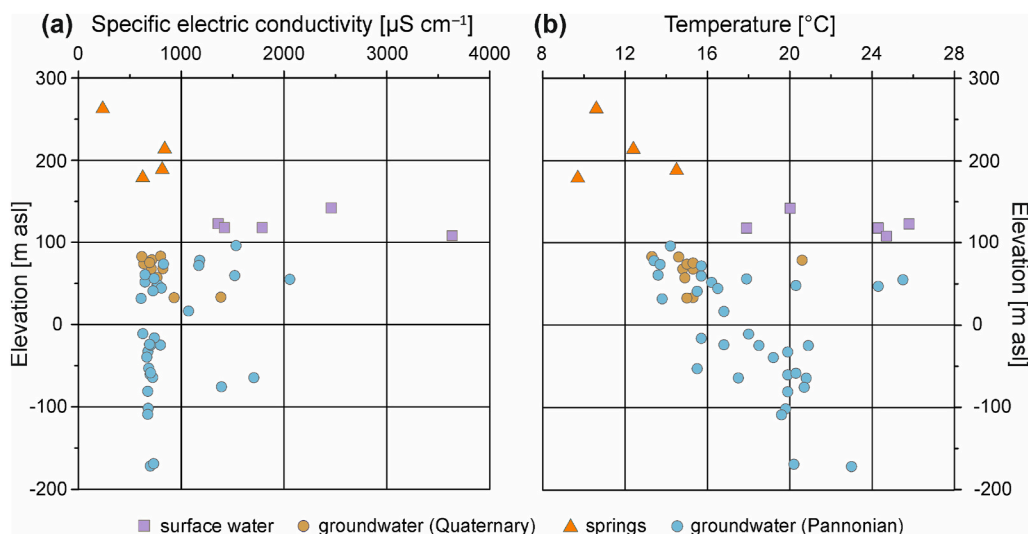 (a) Specific electric conductivity [µS cm⁻¹]
0 1000 2000 3000 4000
(b) Temperature [°C]
8 12 16 20 24 28
Elevation [m asl]
300
200
100
0
-100
-200
300
200
100
0
-100
-200
Elevation [m asl]
surface water groundwater (Quaternary) springs groundwater (Pannonian)